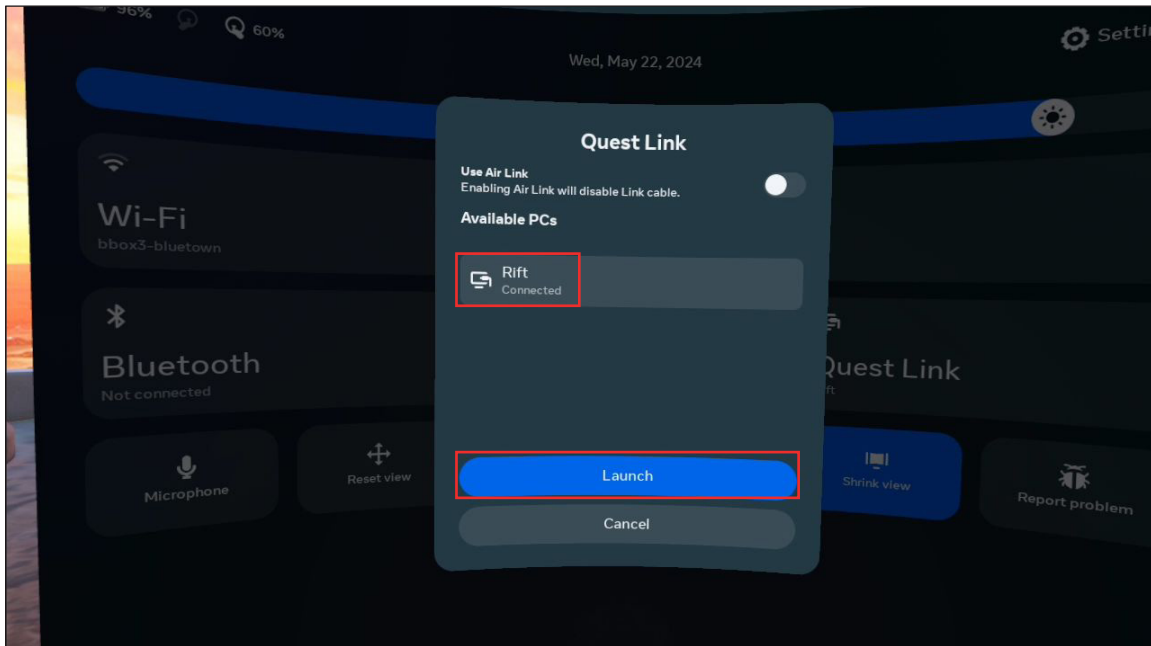 96%
60%
Wed, May 22, 2024
Quest Link
Use Air Link
Enabling Air Link will disable Link cable.
Available PCs
Rift
Connected
Launch
Cancel
Wi-Fi
bbox3-bluetown
Bluetooth
Not connected
Quest Link
Microphone
Reset view
Shrink view
Report problem